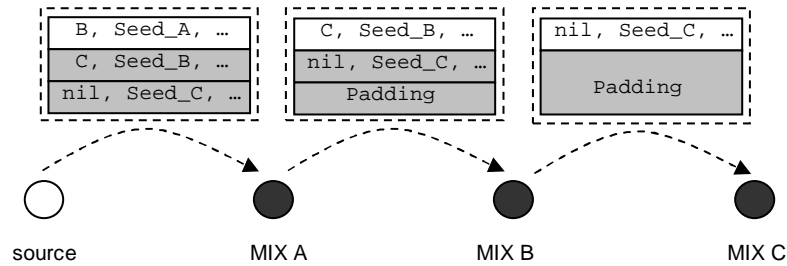 B, Seed_A, …
C, Seed_B, …
nil, Seed_C, …
C, Seed_B, …
nil, Seed_C, …
Padding
nil, Seed_C, …
Padding
source
MIX A
MIX B
MIX C